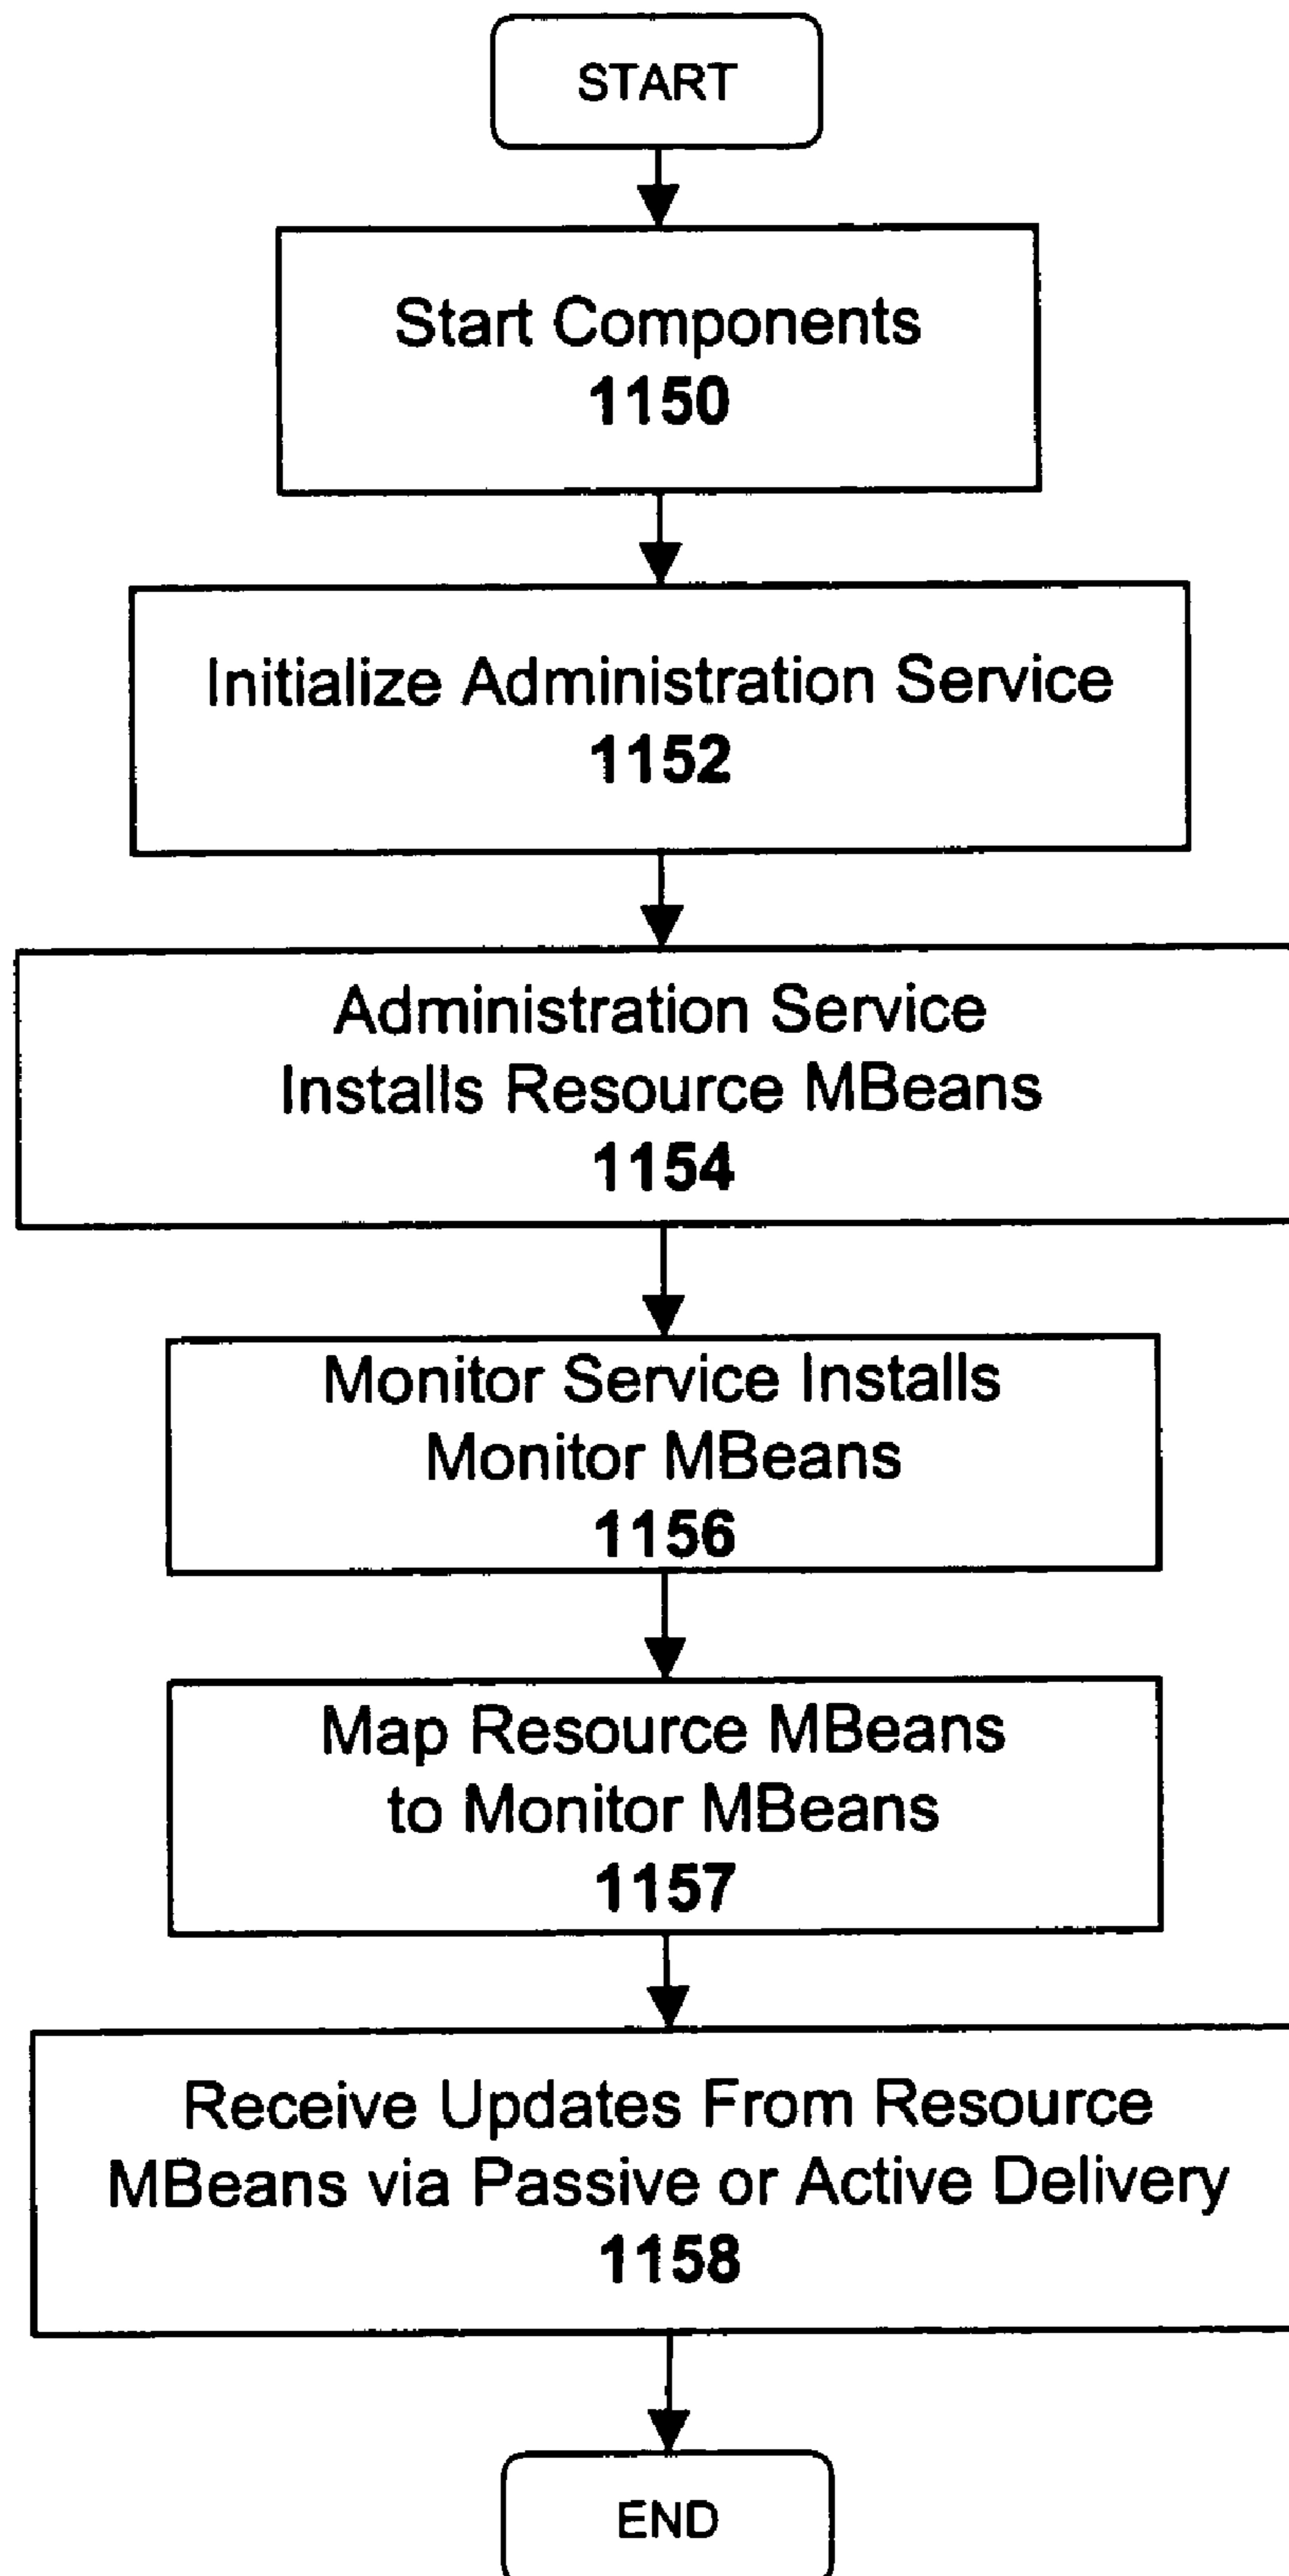 START
Start Components
1150
Initialize Administration Service
1152
Administration Service
Installs Resource MBeans
1154
Monitor Service Installs
Monitor MBeans
1156
Map Resource MBeans
to Monitor MBeans
1157
Receive Updates From Resource
MBeans via Passive or Active Delivery
1158
END